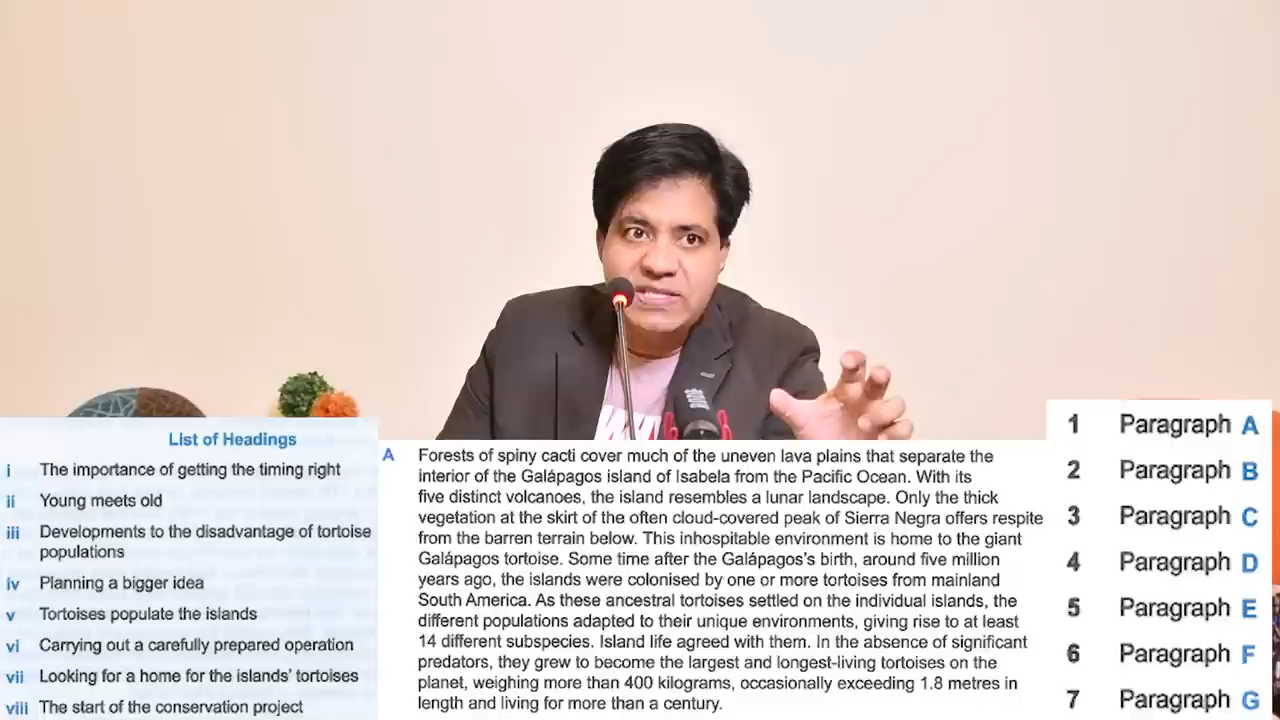 List of Headings
i The importance of getting the timing right
ii Young meets old
iii Developments to the disadvantage of tortoise
populations
iv Planning a bigger idea
v Tortoises populate the islands
vi Carrying out a carefully prepared operation
vii Looking for a home for the islands' tortoises
viii The start of the conservation project
A Forests of spiny cacti cover much of the uneven lava plains that separate the
interior of the Galápagos island of Isabela from the Pacific Ocean. With its
five distinct volcanoes, the island resembles a lunar landscape. Only the thick
vegetation at the skirt of the often cloud-covered peak of Sierra Negra offers respite
from the barren terrain below. This inhospitable environment is home to the giant
Galápagos tortoise. Some time after the Galápagos's birth, around five million
years ago, the islands were colonised by one or more tortoises from mainland
South America. As these ancestral tortoises settled on the individual islands, the
different populations adapted to their unique environments, giving rise to at least
14 different subspecies. Island life agreed with them. In the absence of significant
predators, they grew to become the largest and longest-living tortoises on the
planet, weighing more than 400 kilograms, occasionally exceeding 1.8 metres in
length and living for more than a century.
1 Paragraph A
2 Paragraph B
3 Paragraph C
4 Paragraph D
5 Paragraph E
6 Paragraph F
7 Paragraph G